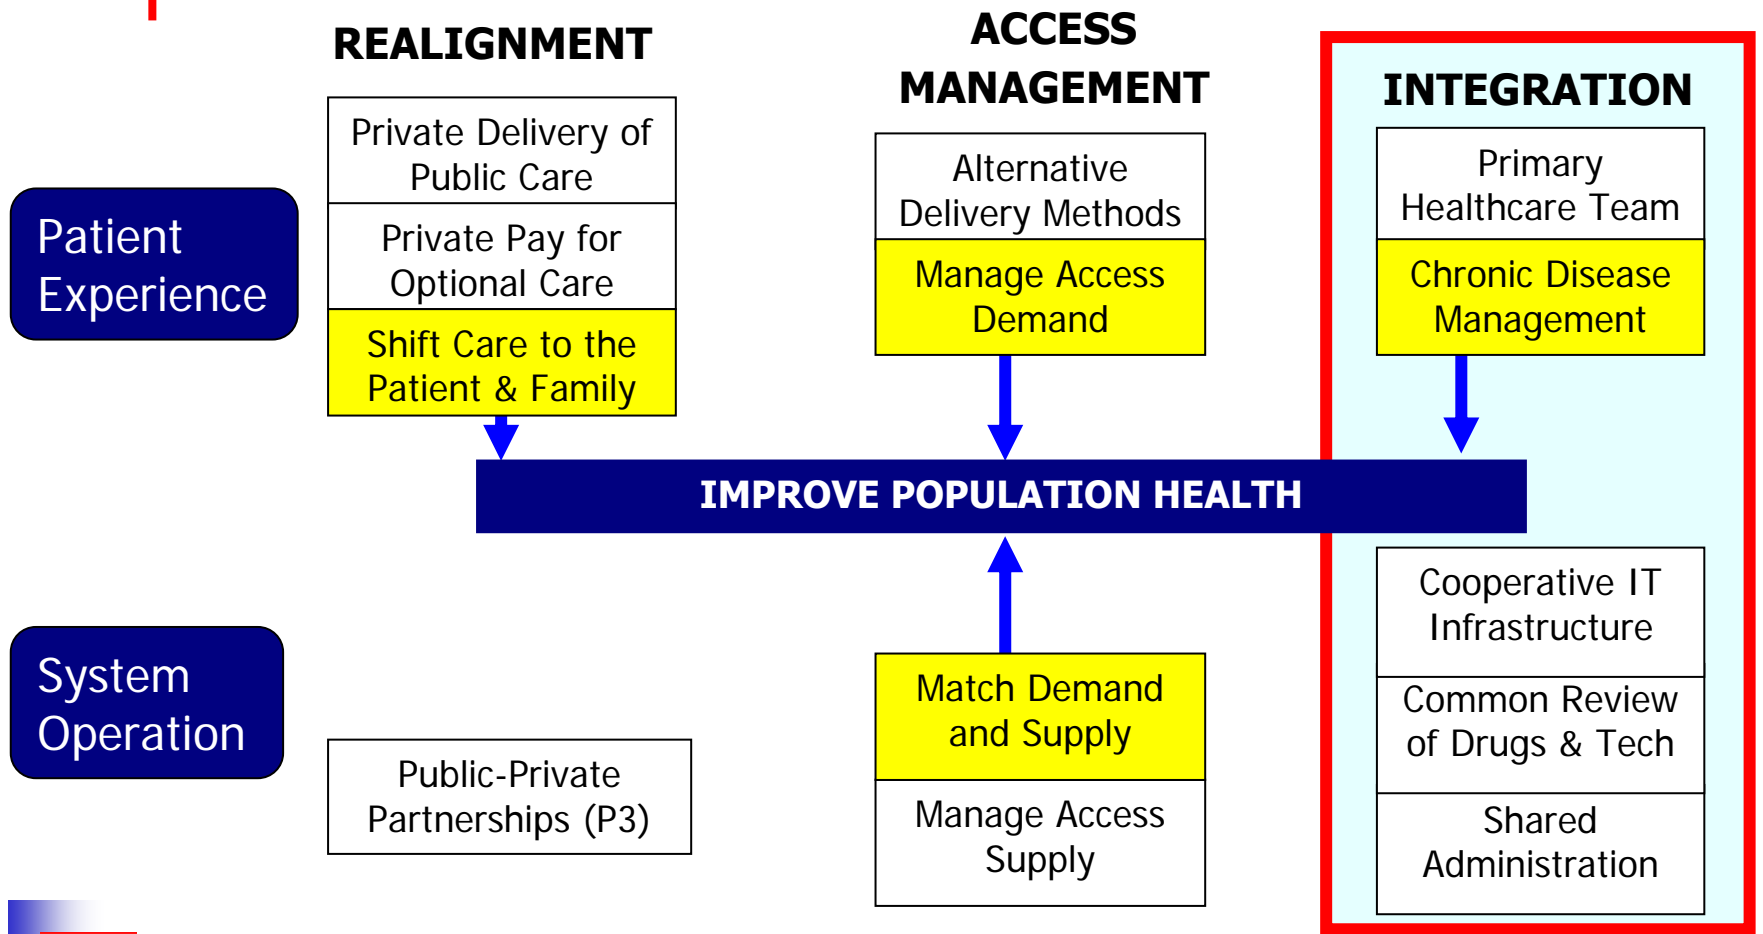 REALIGNMENT
Private Delivery of
Public Care
Private Pay for
Optional Care
Shift Care to the
Patient & Family
ACCESS
MANAGEMENT
Alternative
Delivery Methods
Manage Access
Demand
INTEGRATION
Primary
Healthcare Team
Chronic Disease
Management
Patient
Experience
IMPROVE POPULATION HEALTH
System
Operation
Public-Private
Partnerships (P3)
Match Demand
and Supply
Manage Access
Supply
Cooperative IT
Infrastructure
Common Review
of Drugs & Tech
Shared
Administration